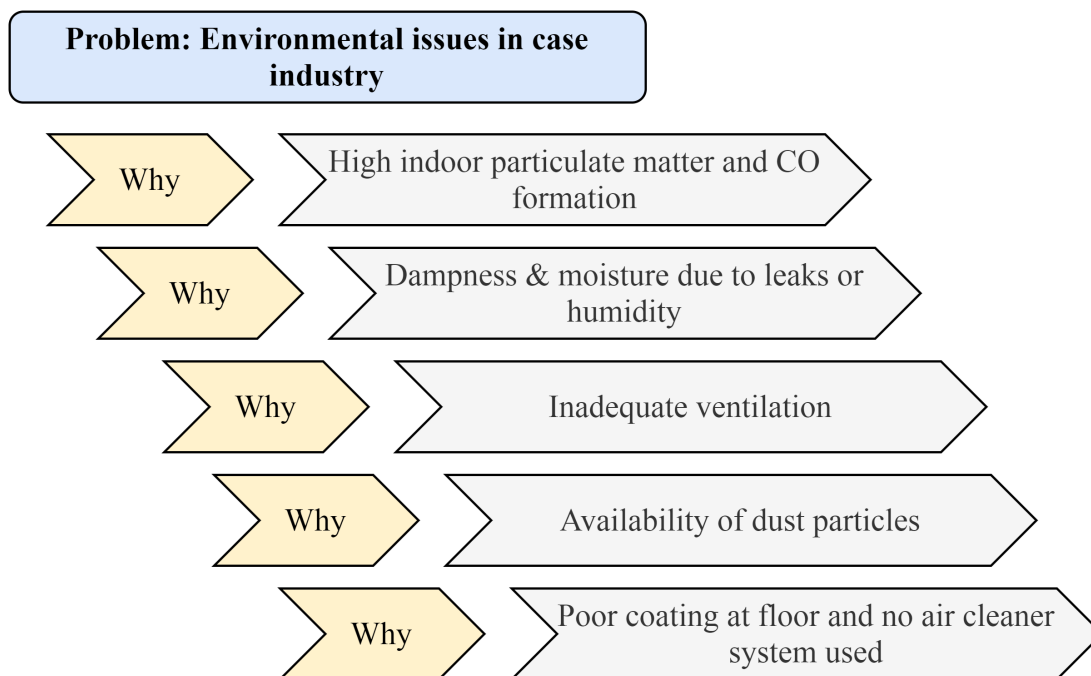 Problem: Environmental issues in case
industry
Why
High indoor particulate matter and CO
formation
Why
Dampness & moisture due to leaks or
humidity
Why
Inadequate ventilation
Why
Availability of dust particles
Why
Poor coating at floor and no air cleaner
system used